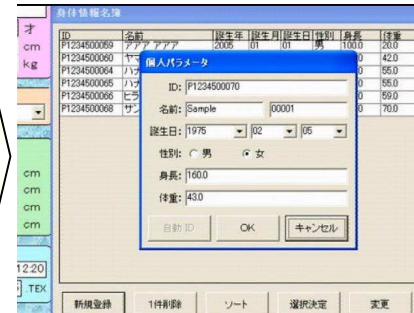 身体情報名簿
ID 名前 誕生年 誕生月 誕生日 性別 身長 体重
P1234500059 アアア アアア 2005 01 01 男 100.0 20.0
P1234500060 42.0
P1234500064 55.0
P1234500065 55.0
P1234500066 59.0
P1234500068 70.0
才
cm
kg
cm
cm
cm
cm
12:20
.TEX
個人パラメータ
ID: P1234500070
名前: Sample 00001
誕生日: 1975 02 05
性別: 男 女
身長: 160.0
体重: 43.0
自動 ID OK キャンセル
新規登録 1件削除 ソート 選択決定 変更